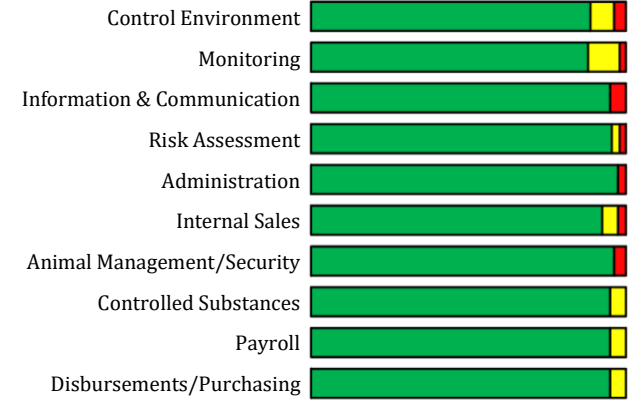 Control Environment
Monitoring
Information & Communication
Risk Assessment
Administration
Internal Sales
Animal Management/Security
Controlled Substances
Payroll
Disbursements/Purchasing